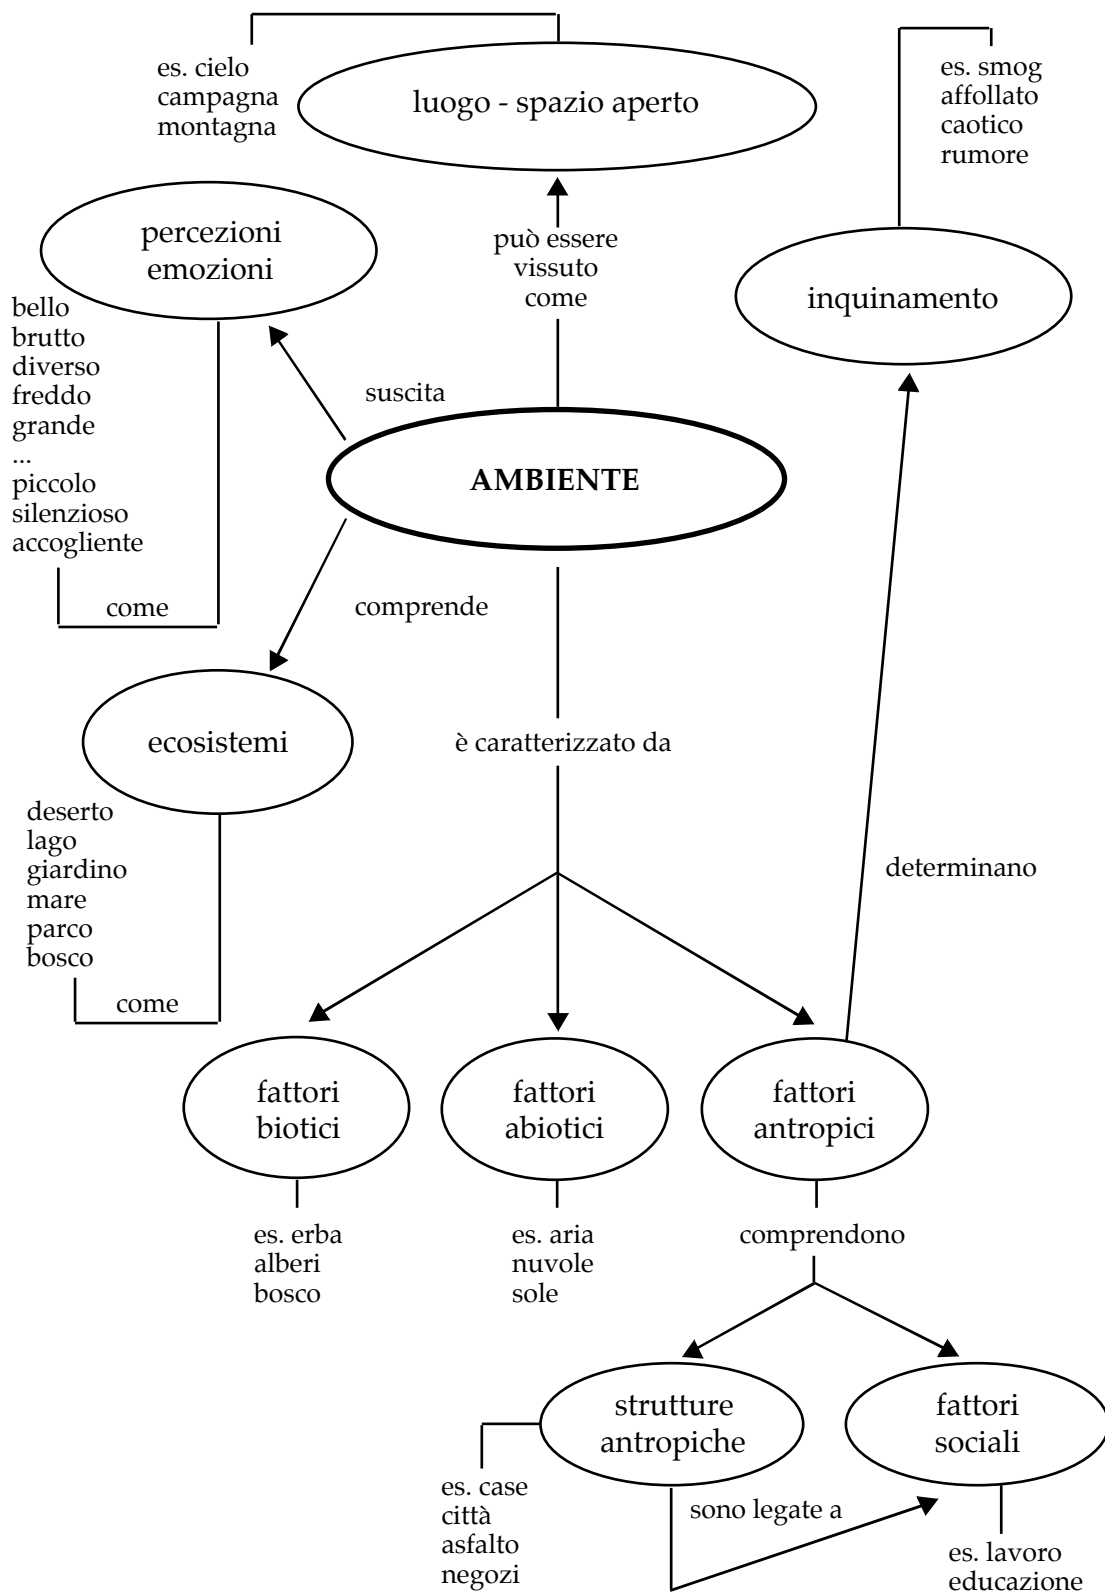 es. cielo
campagna
montagna
luogo - spazio aperto
es. smog
affollato
caotico
rumore
percezioni
emozioni
può essere
vissuto
come
inquinamento
bello
brutto
diverso
freddo
grande
...
piccolo
silenzioso
accogliente
come
suscita
AMBIENTE
comprende
ecosistemi
è caratterizzato da
deserto
lago
giardino
mare
parco
bosco
come
determinano
fattori
biotici
fattori
abiotici
fattori
antropici
es. erba
alberi
bosco
es. aria
nuvole
sole
comprendono
strutture
antropiche
fattori
sociali
es. case
città
asfalto
negozi
sono legate a
es. lavoro
educazione